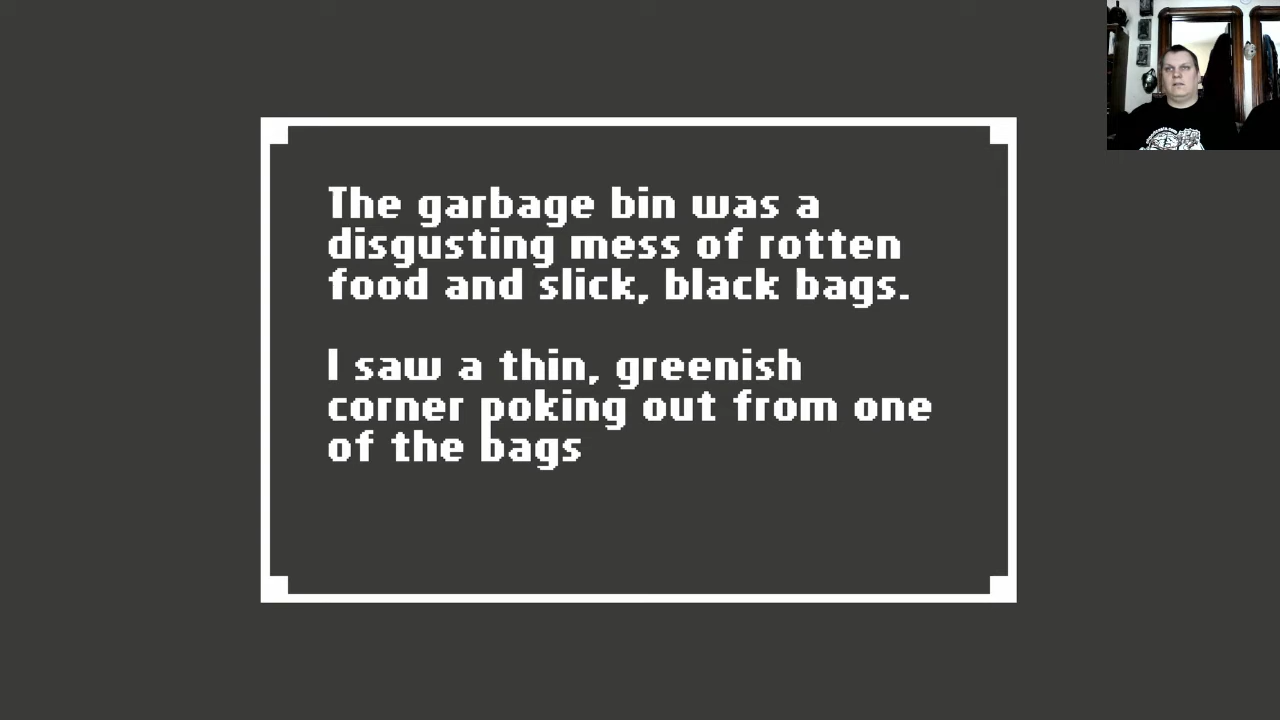 The garbage bin was a
disgusting mess of rotten
food and slick, black bags.
I saw a thin, greenish
corner poking out from one
of the bags